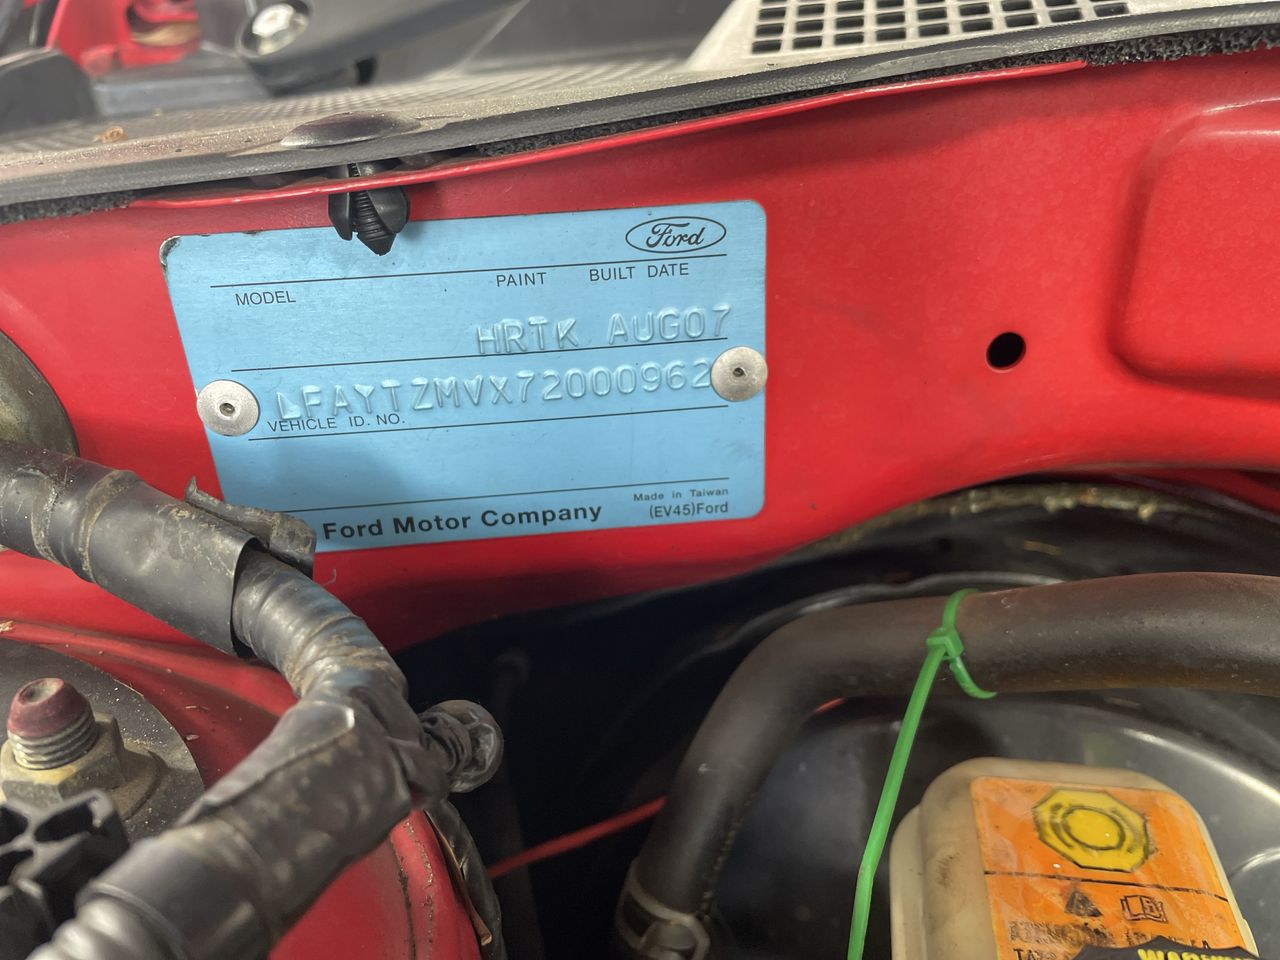 Ford
MODEL PAINT BUILT DATE
HRTK AUG07
LFAYTZMVX72000962
VEHICLE ID. NO.
Made in Taiwan
Ford Motor Company (EV45)Ford